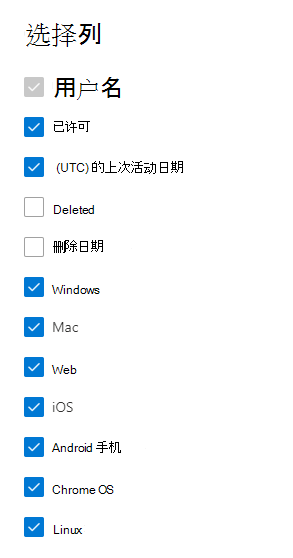 选择列
用户名
已许可
(UTC) 的上次活动日期
Deleted
删除日期
Windows
Mac
Web
iOS
Android 手机
Chrome OS
Linux